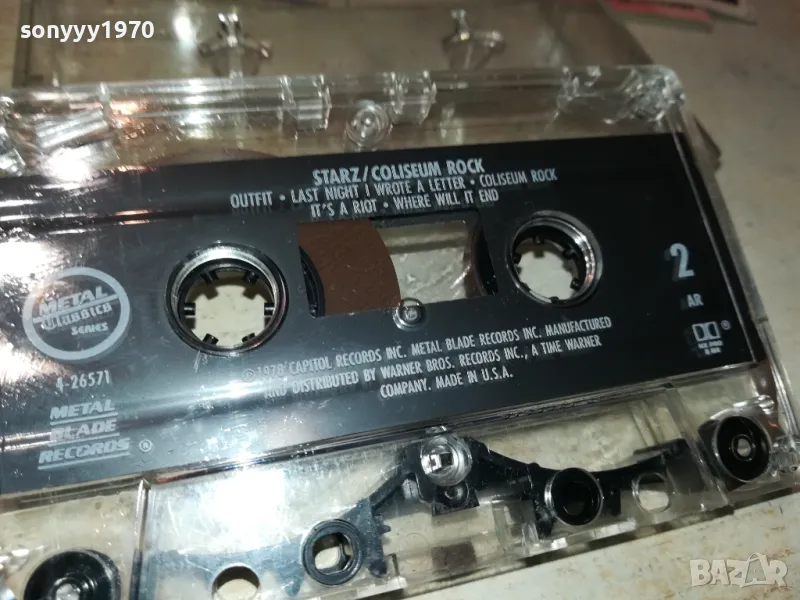 sonyyy1970
STARZ/COLISEUM ROCK
OUTFIT • LAST NIGHT I WROTE A LETTER • COLISEUM ROCK
IT'S A RIOT • WHERE WILL IT END
METAL
CLASSICS
SERIES
4-26571
METAL
BLADE
RECORDS ®
2
AR
©1978 CAPITOL RECORDS INC. METAL BLADE RECORDS INC. MANUFACTURED
AND DISTRIBUTED BY WARNER BROS. RECORDS INC., A TIME WARNER
COMPANY. MADE IN U.S.A.
BAZAR